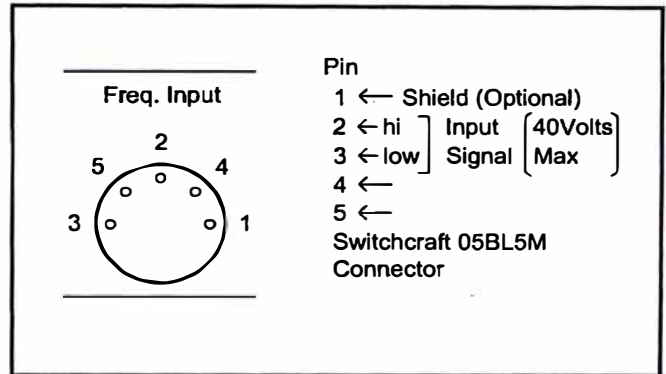 Freq. Input
2
5 4
3 1
Pin
1 ← Shield (Optional)
2 ← hi Input 40Volts
3 ← low Signal Max
4 ←
5 ←
Switchcraft 05BL5M
Connector